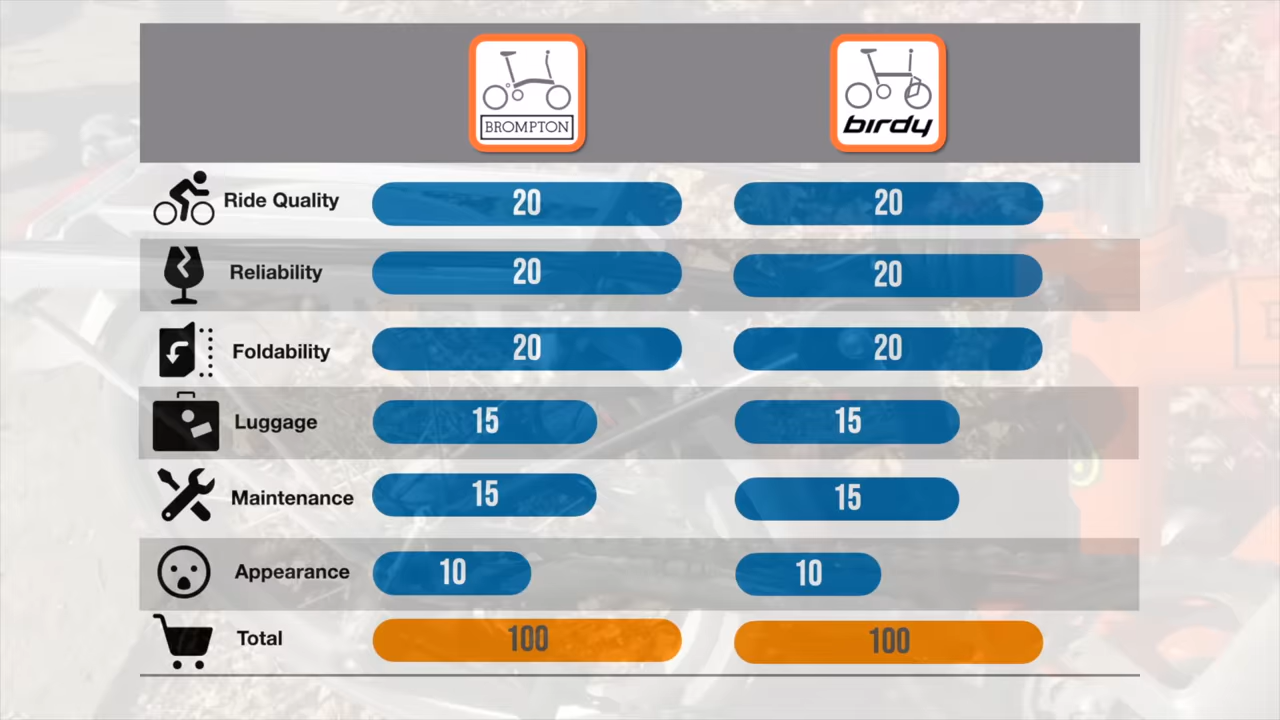 BROMPTON
birdy
Ride Quality 20 20
Reliability 20 20
Foldability 20 20
Luggage 15 15
Maintenance 15 15
Appearance 10 10
Total 100 100